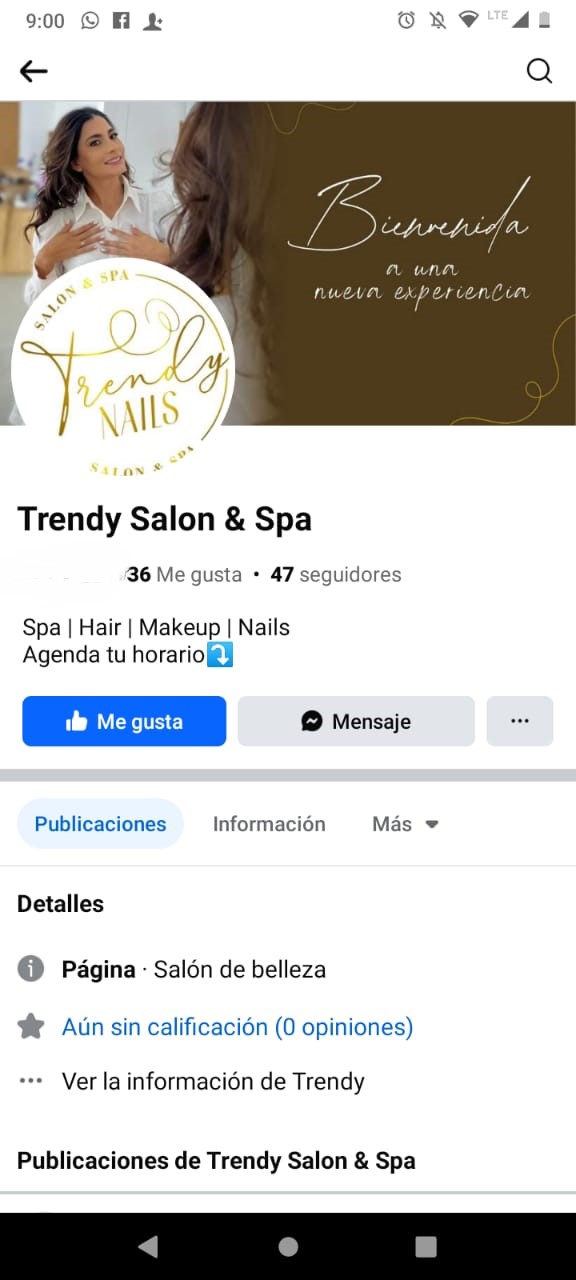 9:00
LTE
Bienvenida
a una
nueva experiencia
SALON & SPA
Trendy
NAILS
SALON & SPA
Trendy Salon & Spa
36 Me gusta • 47 seguidores
Spa | Hair | Makeup | Nails
Agenda tu horario⤵️
Me gusta
Mensaje
Publicaciones
Información
Más
Detalles
Página · Salón de belleza
Aún sin calificación (0 opiniones)
Ver la información de Trendy
Publicaciones de Trendy Salon & Spa